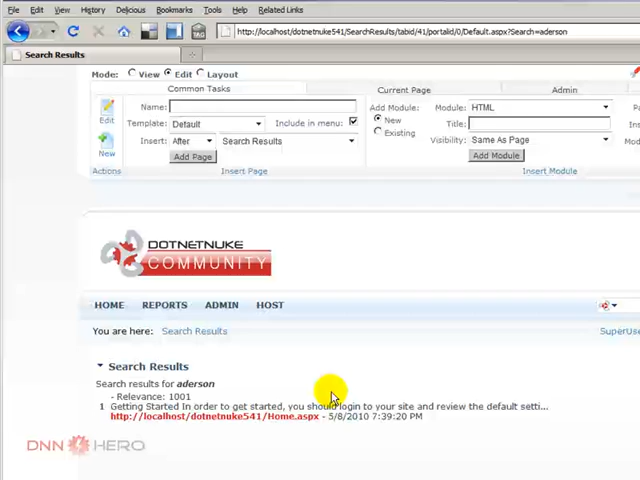 File Edit View History Delicious Bookmarks Tools Help Related Links
TAG
http://localhost/dotnetnuke541/SearchResults/tabid/41/portalid/0/Default.aspx?Search=aderson
Search Results
Mode: View Edit Layout
Common Tasks Current Page Admin
Edit Name: Add Module: Module: HTML
Template: Default Include in menu: New Title:
New Insert: After Search Results Existing Visibility: Same As Page
Add Page Add Module
Actions Insert Page Insert Module
DOTNETNUKE
COMMUNITY
HOME REPORTS ADMIN HOST
You are here: Search Results SuperUse
Search Results
Search results for aderson
- Relevance: 1001
1 Getting Started In order to get started, you should login to your site and review the default setti...
http://localhost/dotnetnuke541/Home.aspx - 5/8/2010 7:39:20 PM
DNN HERO